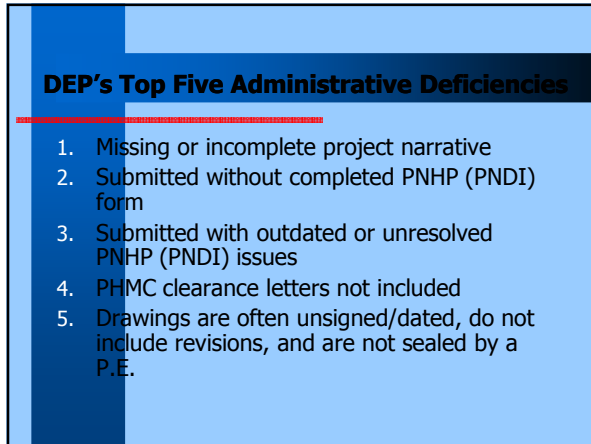 DEP's Top Five Administrative Deficiencies
1. Missing or incomplete project narrative
2. Submitted without completed PNHP (PNDI)
form
3. Submitted with outdated or unresolved
PNHP (PNDI) issues
4. PHMC clearance letters not included
5. Drawings are often unsigned/dated, do not
include revisions, and are not sealed by a
P.E.